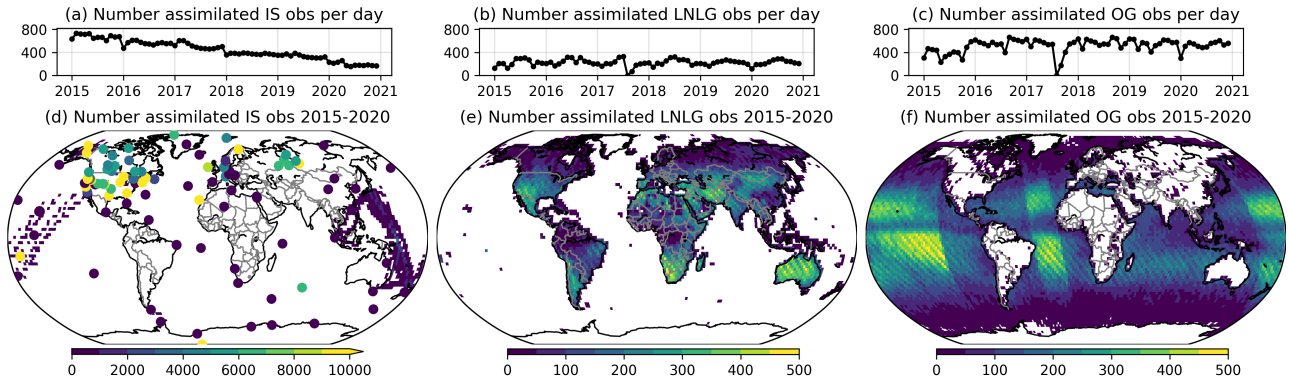 (a) Number assimilated IS obs per day
800
400
0
2015 2016 2017 2018 2019 2020 2021
(b) Number assimilated LNLG obs per day
800
400
0
2015 2016 2017 2018 2019 2020 2021
(c) Number assimilated OG obs per day
800
400
0
2015 2016 2017 2018 2019 2020 2021
(d) Number assimilated IS obs 2015-2020
0 2000 4000 6000 8000 10000
(e) Number assimilated LNLG obs 2015-2020
0 100 200 300 400 500
(f) Number assimilated OG obs 2015-2020
0 100 200 300 400 500